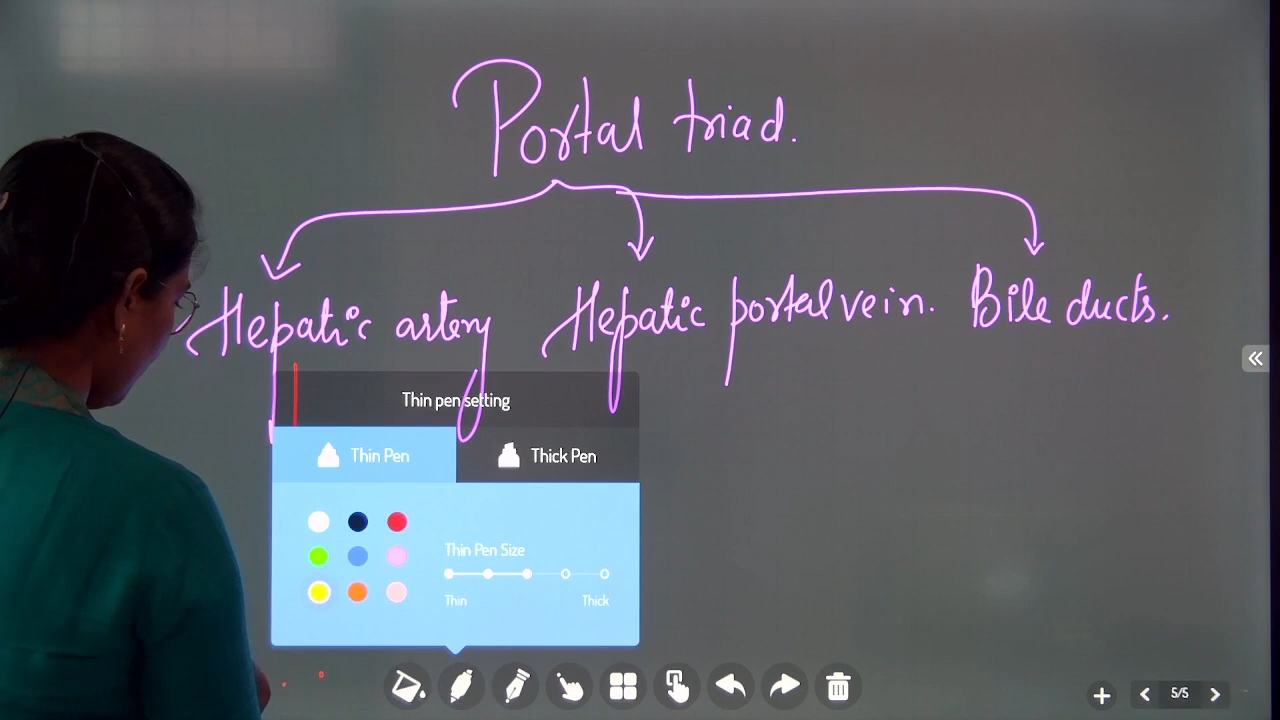 Portal triad.
Hepatic artery Hepatic portal vein. Bile ducts.
Thin pen setting
Thin Pen Thick Pen
Thin Pen Size
Thin Thick
5/5